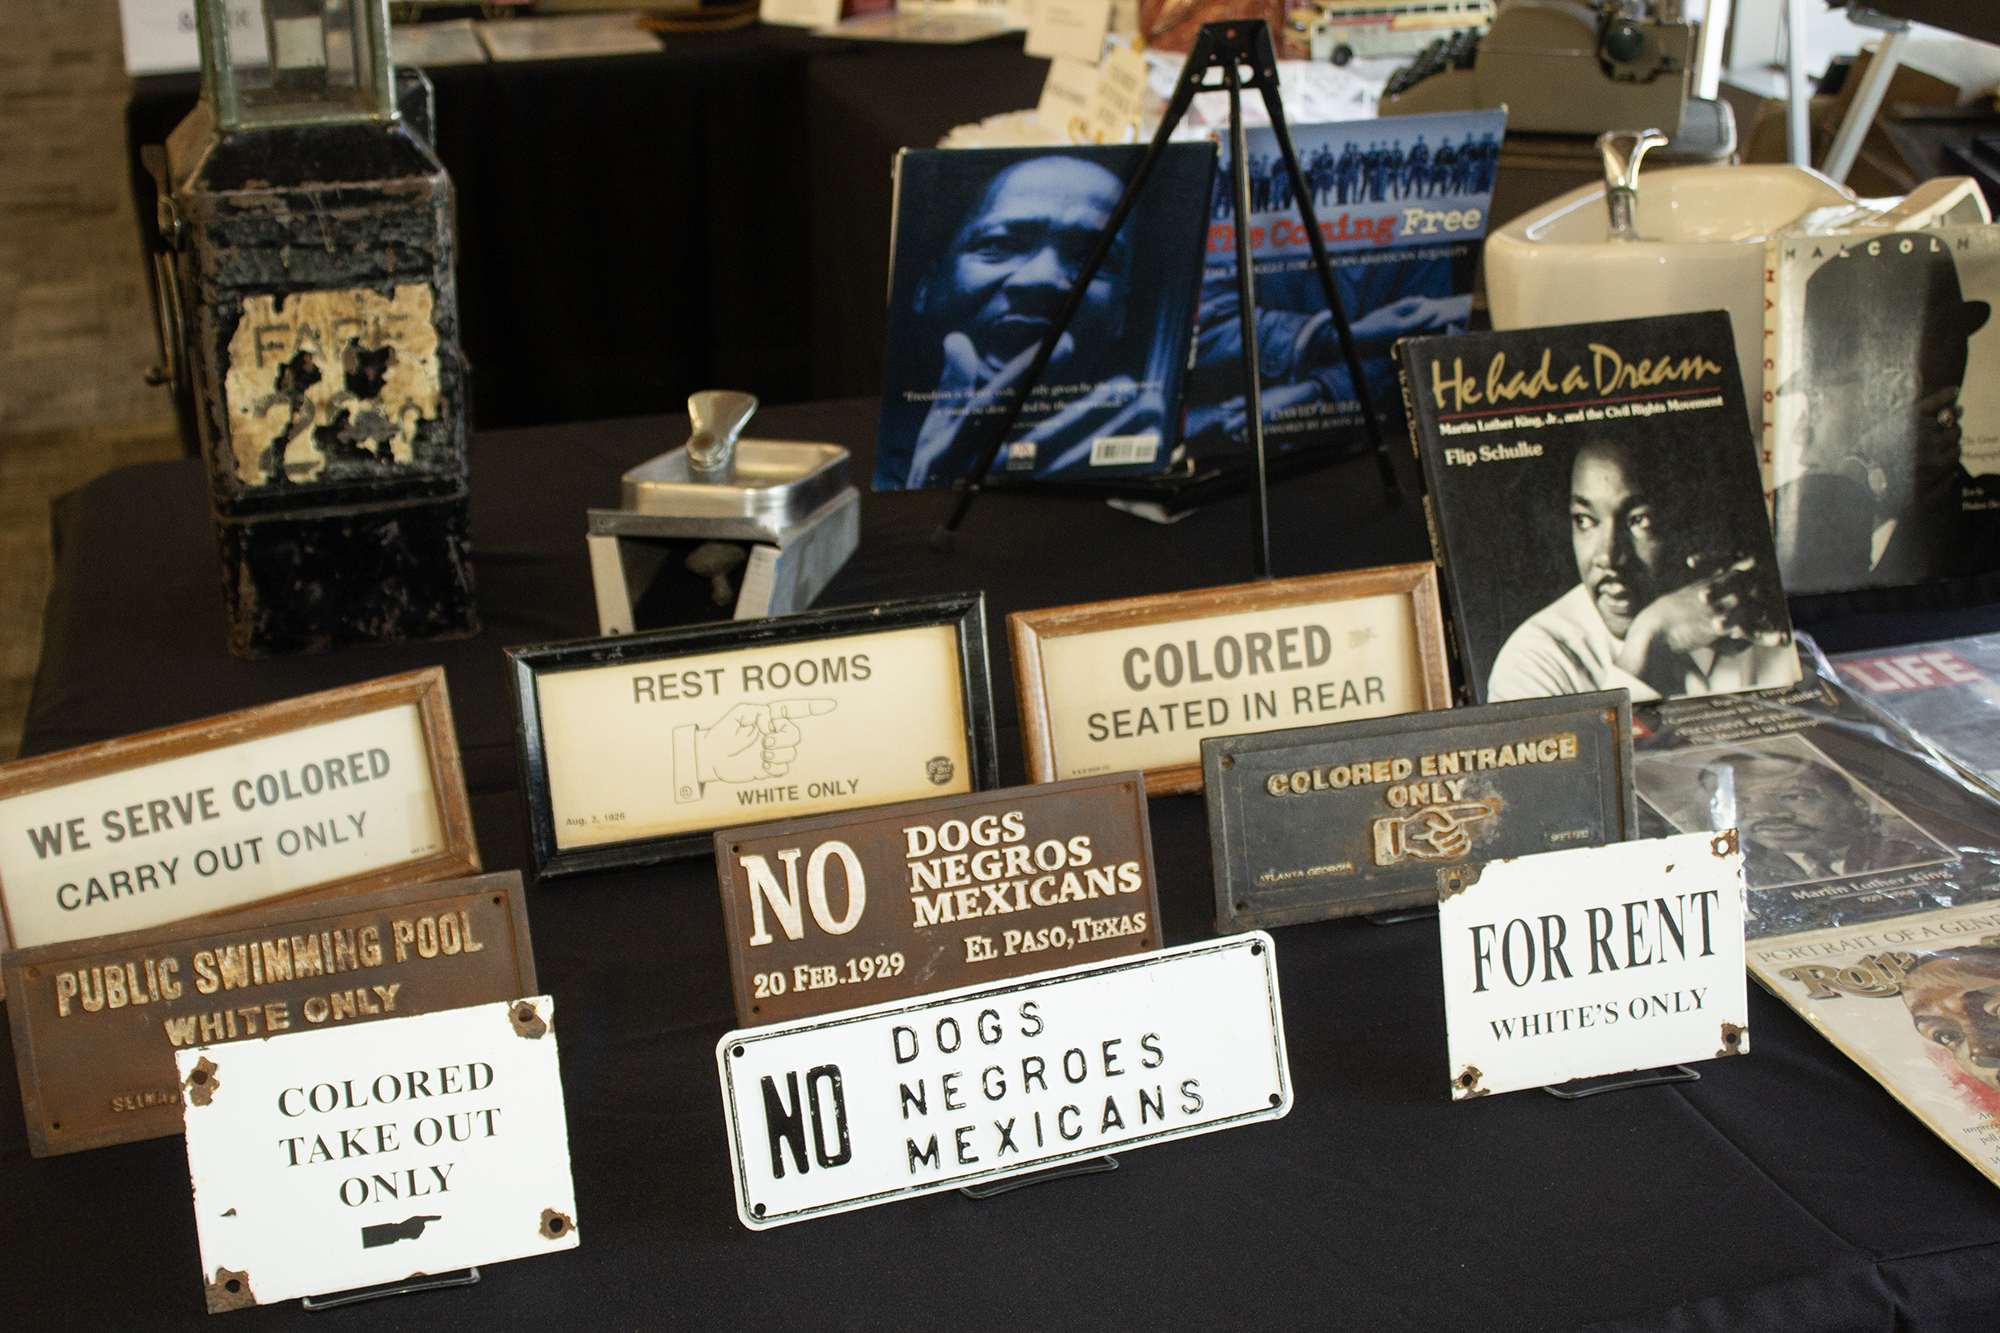 FARE
The Coming Free
MALCOLM
MALCOLM
He had a Dream
Martin Luther King, Jr., and the Civil Rights Movement
Flip Schulke
REST ROOMS
WHITE ONLY
Aug. 2, 1926
COLORED
SEATED IN REAR
LIFE
WE SERVE COLORED
CARRY OUT ONLY
COLORED ENTRANCE
ONLY
ATLANTA GEORGIA
NO
DOGS
NEGROS
MEXICANS
20 FEB. 1929
EL PASO, TEXAS
FOR RENT
WHITE'S ONLY
Martin Luther King
PUBLIC SWIMMING POOL
WHITE ONLY
SELMA,
PORTRAIT OF A GENE
COLORED
TAKE OUT
ONLY
NO
DOGS
NEGROES
MEXICANS